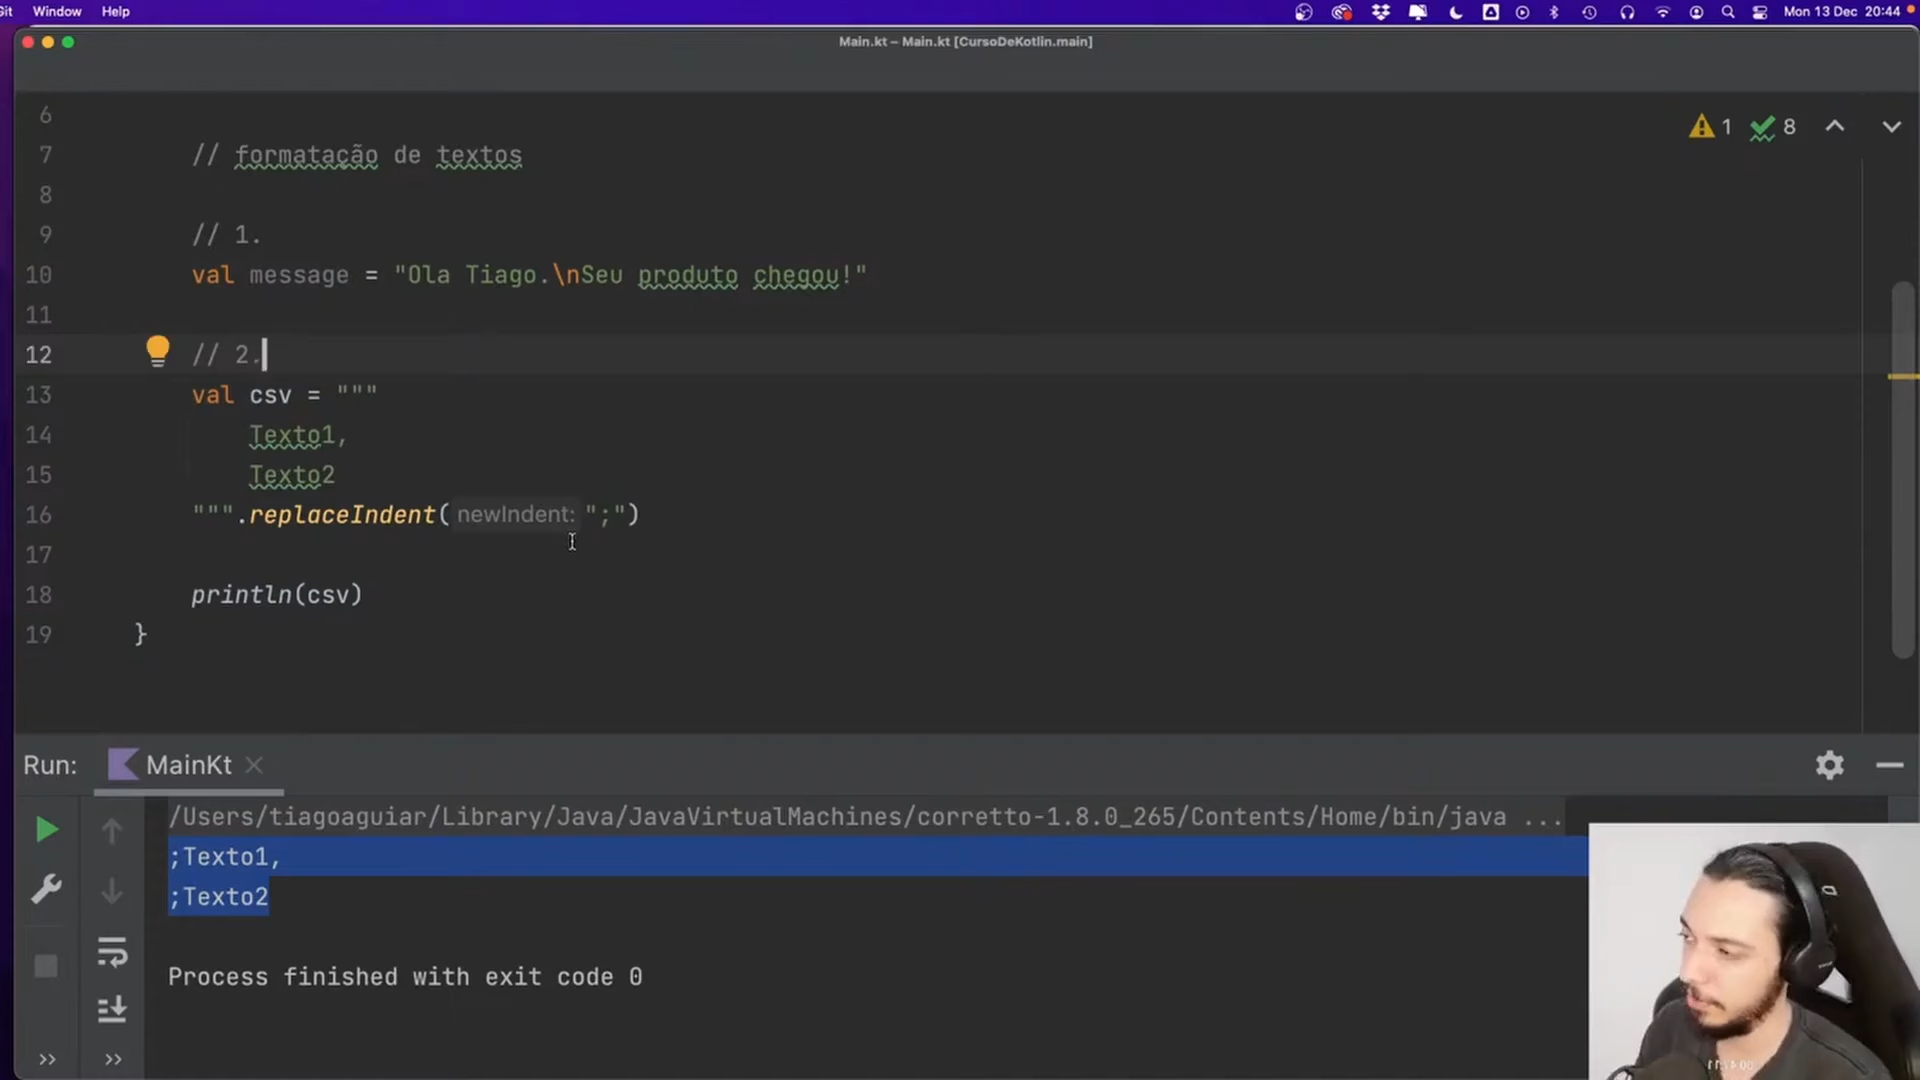 Git Window Help Mon 13 Dec 20:44
Main.kt – Main.kt [CursoDeKotlin.main]
6
7 // formatação de textos
1 8
8
9 // 1.
10 val message = "Ola Tiago.\nSeu produto chegou!"
11
12 // 2.
13 val csv = """
14 Texto1,
15 Texto2
16 """.replaceIndent( newIndent: ";")
17
18 println(csv)
19 }
Run: MainKt
/Users/tiagoaguiar/Library/Java/JavaVirtualMachines/corretto-1.8.0_265/Contents/Home/bin/java ...
;Texto1,
;Texto2
Process finished with exit code 0